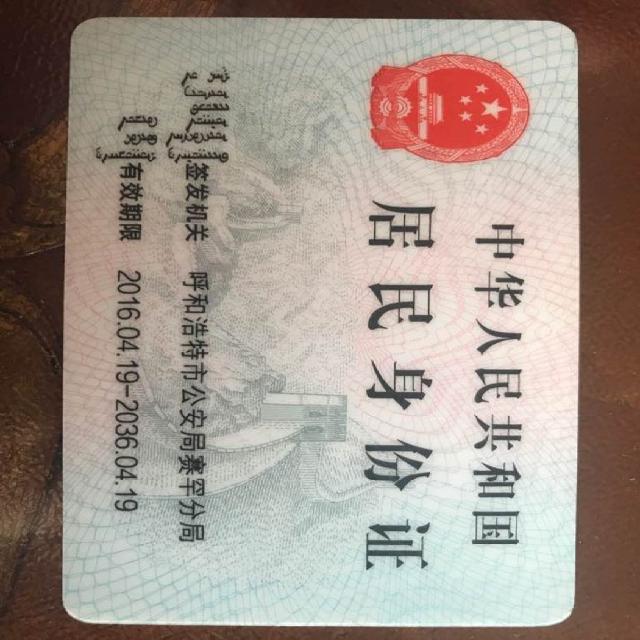 中华人民共和国
居民身份证
签发机关 呼和浩特市公安局赛罕分局
有效期限 2016.04.19-2036.04.19